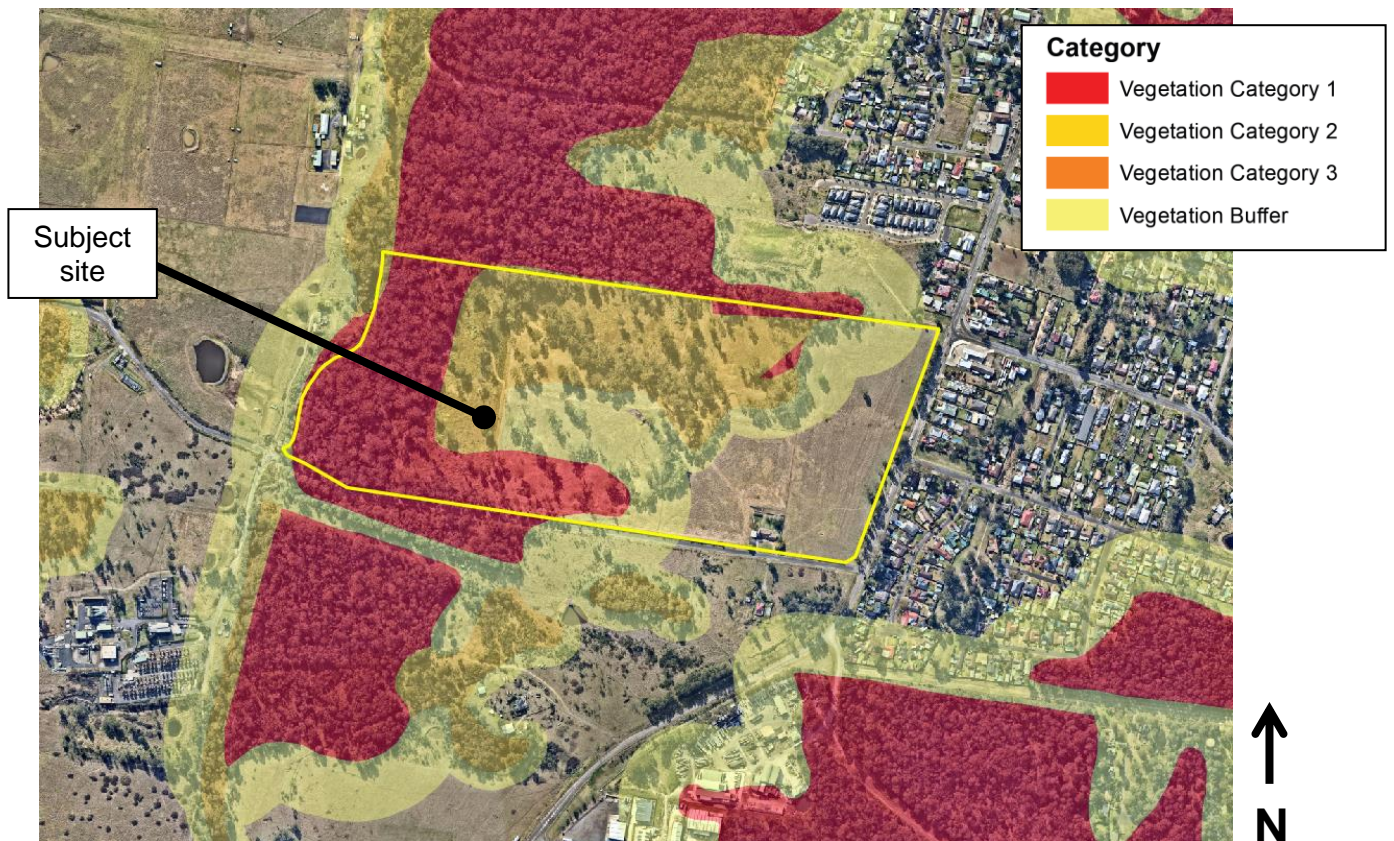 Category
Vegetation Category 1
Vegetation Category 2
Vegetation Category 3
Vegetation Buffer
Subject
site
N